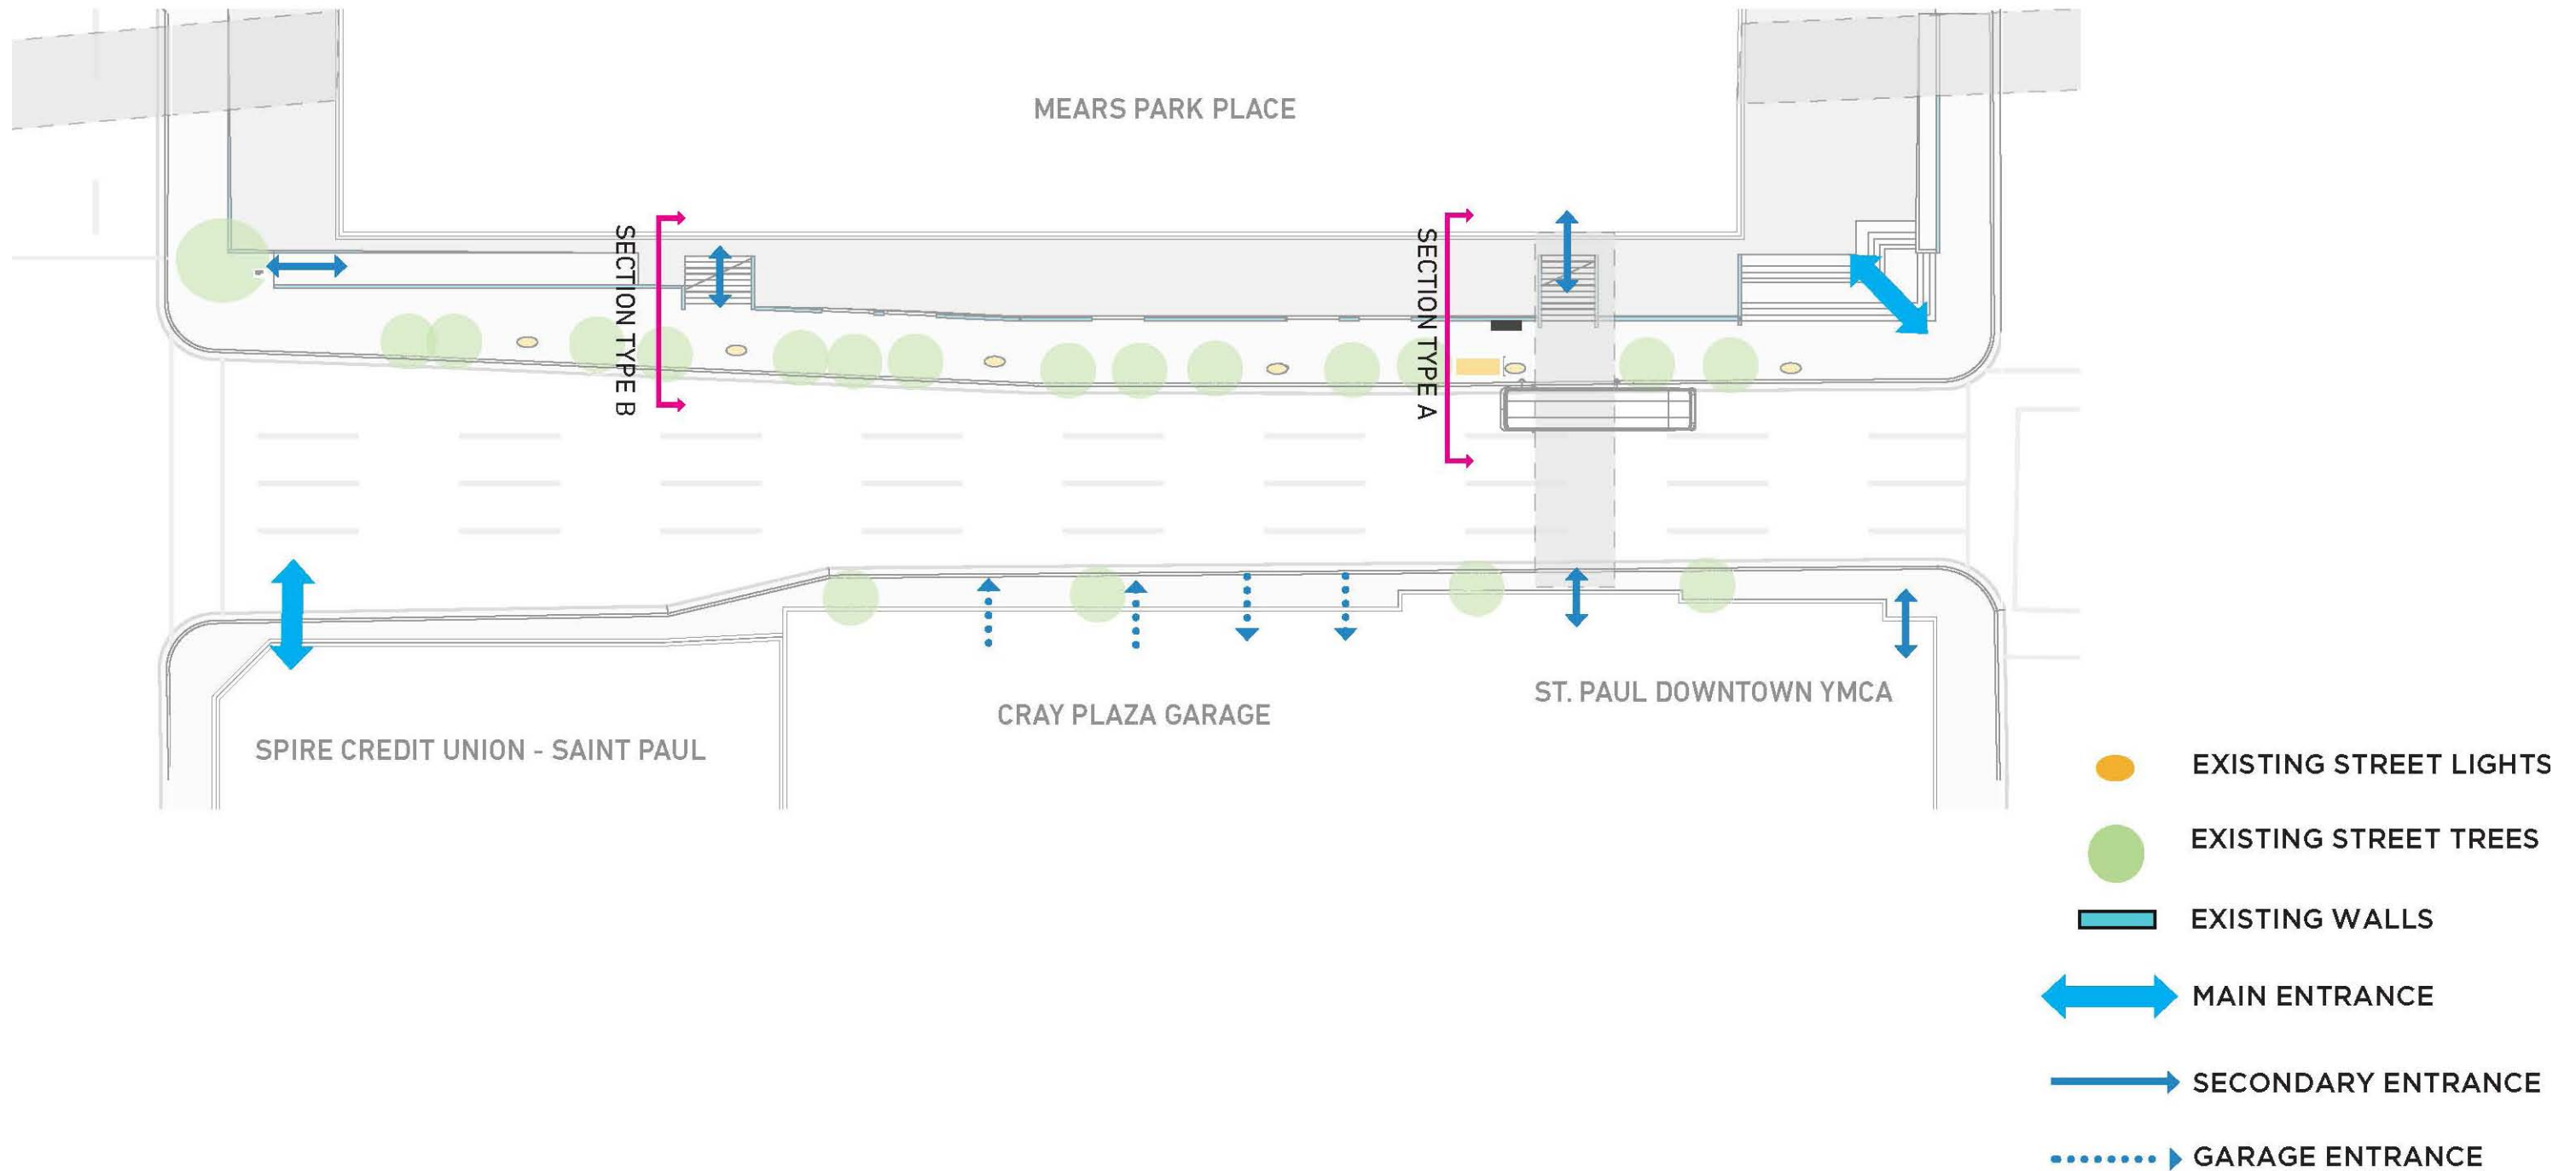 MEARS PARK PLACE
SECTION TYPE B
SECTION TYPE A
SPIRE CREDIT UNION - SAINT PAUL
CRAY PLAZA GARAGE
ST. PAUL DOWNTOWN YMCA
EXISTING STREET LIGHTS
EXISTING STREET TREES
EXISTING WALLS
MAIN ENTRANCE
SECONDARY ENTRANCE
GARAGE ENTRANCE